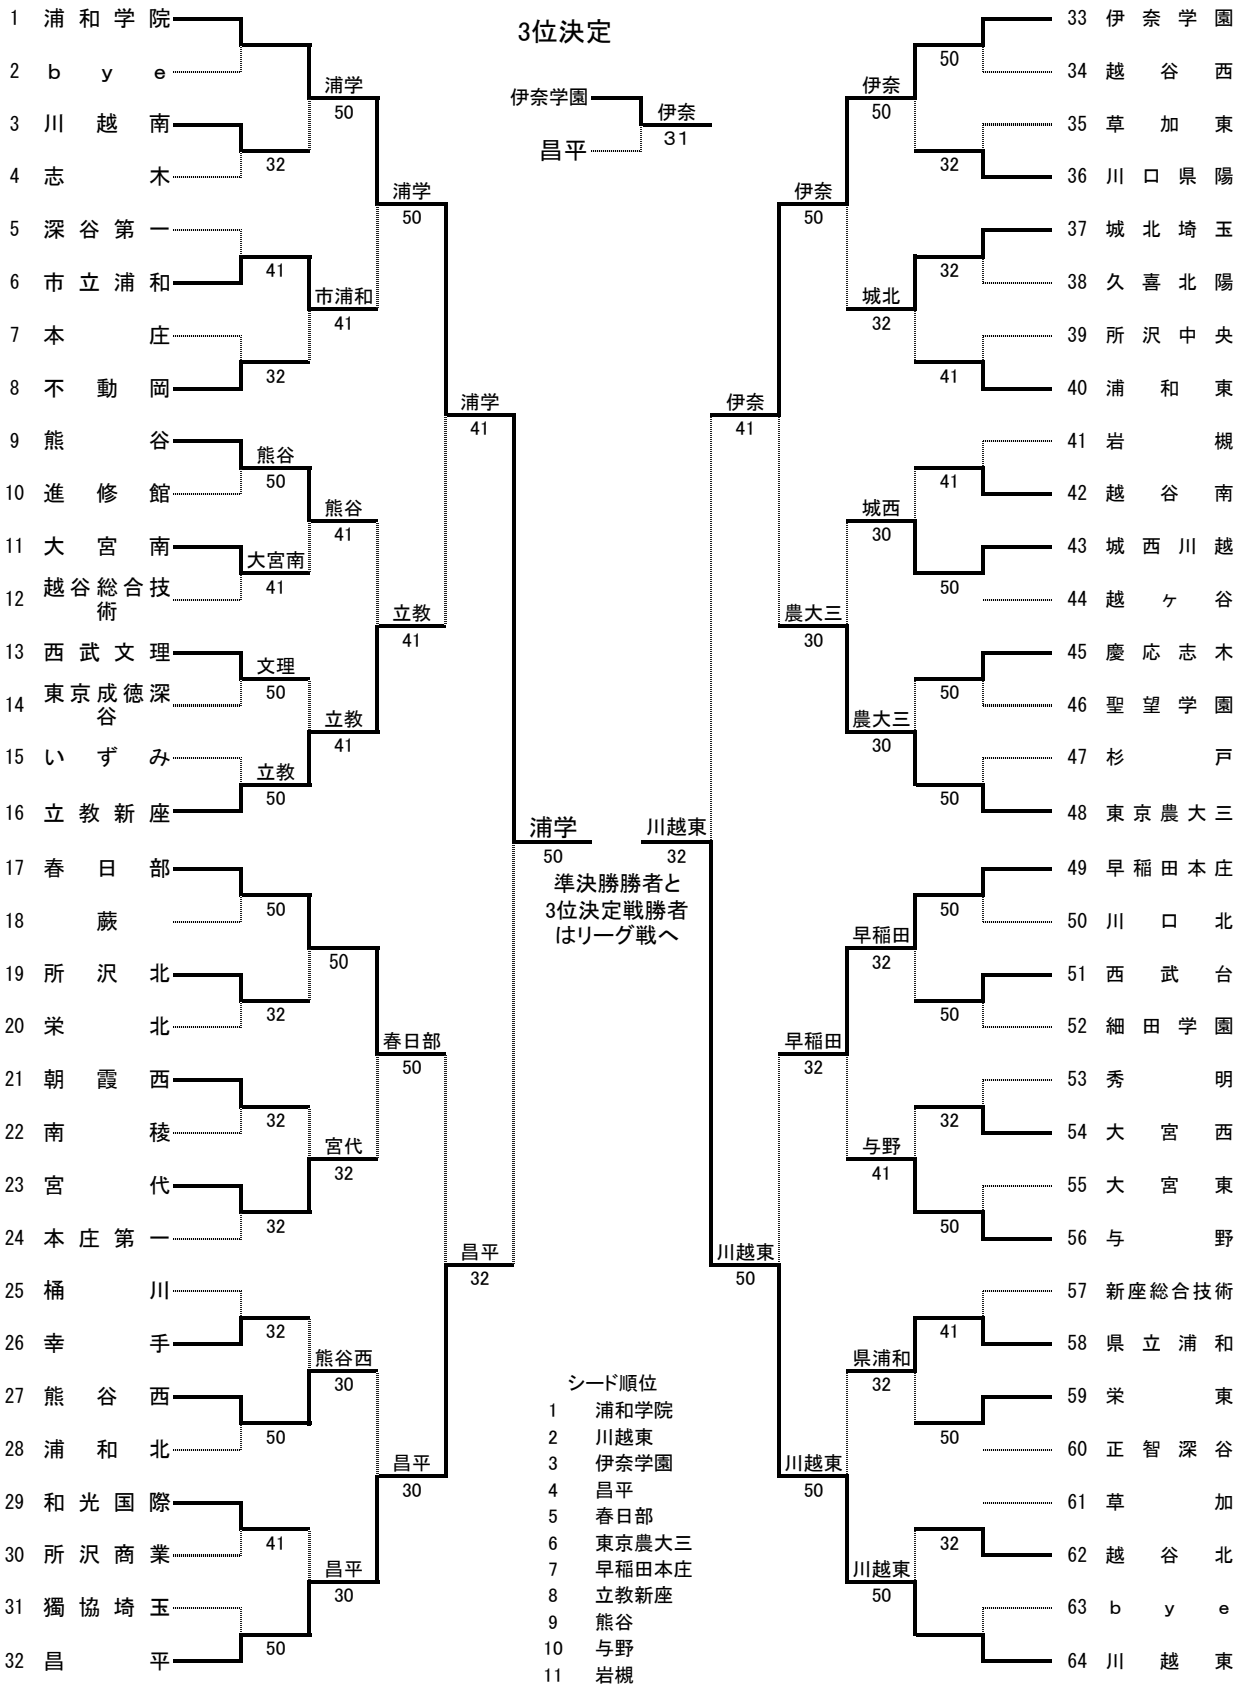 3位決定
伊奈学園
伊奈
31
昌平
1 浦和学院
2 ｂｙｅ
浦学
50
3 川越南
32
4 志木
浦学
50
5 深谷第一
41
6 市立浦和
市浦和
41
7 本庄
32
8 不動岡
浦学
41
9 熊谷
熊谷
50
10 進修館
熊谷
41
11 大宮南
大宮南
41
12 越谷総合技
術
立教
41
13 西武文理
文理
50
14 東京成徳深
谷
立教
41
15 いずみ
立教
50
16 立教新座
浦学
50
17 春日部
50
18 蕨
50
19 所沢北
32
20 栄北
春日部
50
21 朝霞西
32
22 南稜
宮代
32
23 宮代
32
24 本庄第一
昌平
32
25 桶川
32
26 幸手
熊谷西
30
27 熊谷西
50
28 浦和北
昌平
30
29 和光国際
41
30 所沢商業
昌平
30
31 獨協埼玉
50
32 昌平
準決勝勝者と
3位決定戦勝者
はリーグ戦へ
シード順位
1 浦和学院
2 川越東
3 伊奈学園
4 昌平
5 春日部
6 東京農大三
7 早稲田本庄
8 立教新座
9 熊谷
10 与野
11 岩槻
33 伊奈学園
50
34 越谷西
伊奈
50
35 草加東
32
36 川口県陽
伊奈
50
37 城北埼玉
32
38 久喜北陽
城北
32
39 所沢中央
41
40 浦和東
伊奈
41
41 岩槻
41
42 越谷南
城西
30
43 城西川越
50
44 越ヶ谷
農大三
30
45 慶応志木
50
46 聖望学園
農大三
30
47 杉戸
50
48 東京農大三
川越東
32
49 早稲田本庄
50
50 川口北
早稲田
32
51 西武台
50
52 細田学園
早稲田
32
53 秀明
32
54 大宮西
与野
41
55 大宮東
50
56 与野
川越東
50
57 新座総合技術
41
58 県立浦和
県浦和
32
59 栄東
50
60 正智深谷
川越東
50
61 草加
32
62 越谷北
川越東
50
63 ｂｙｅ
64 川越東